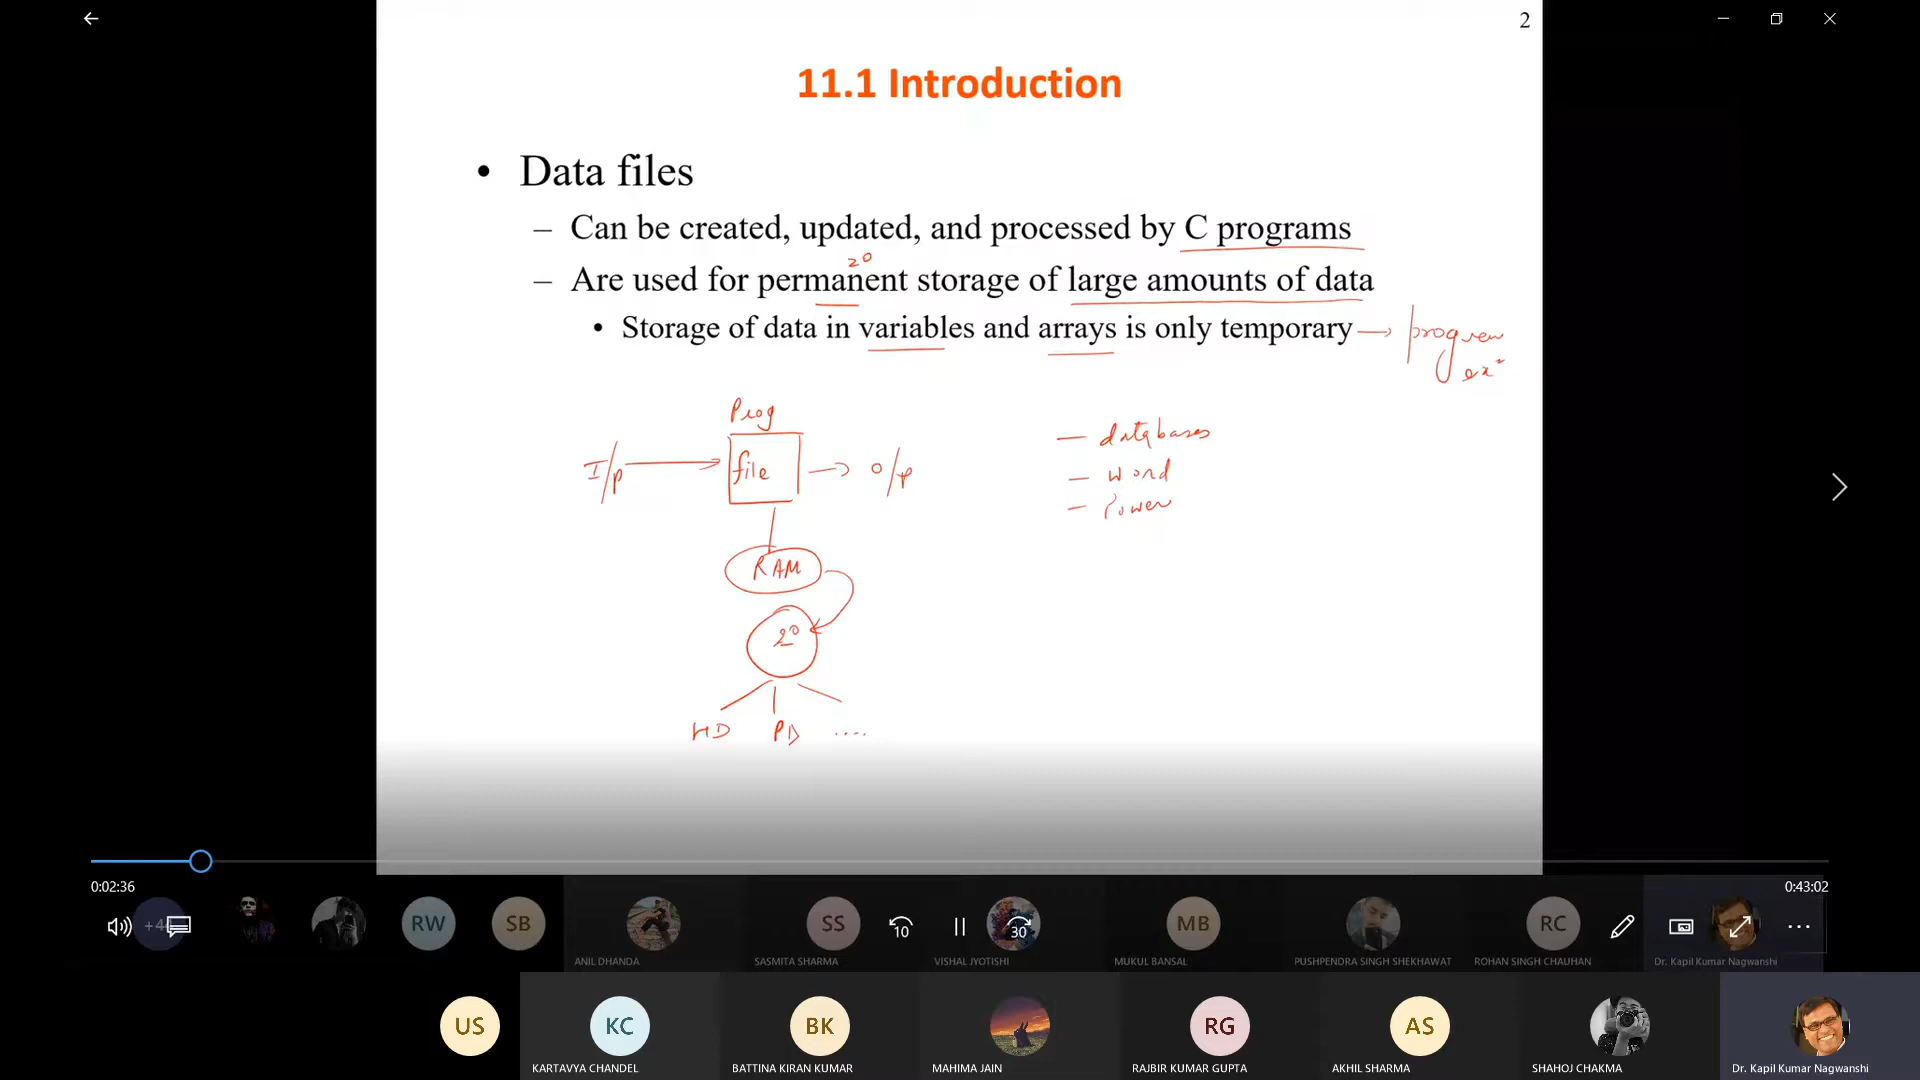 2
11.1 Introduction
• Data files
– Can be created, updated, and processed by C programs
2⁰
– Are used for permanent storage of large amounts of data
• Storage of data in variables and arrays is only temporary
Prog
I/p
file
O/p
RAM
2⁰
HD PD ....
– databases
– word
– Power
0:02:36
0:43:02
+4
RW
SB
SS
10
30
MB
RC
ANIL DHANDA
SASMITA SHARMA
VISHAL JYOTISHI
MUKUL BANSAL
PUSHPENDRA SINGH SHEKHAWAT
ROHAN SINGH CHAUHAN
Dr. Kapil Kumar Nagwanshi
US
KC
BK
RG
AS
KARTAVYA CHANDEL
BATTINA KIRAN KUMAR
MAHIMA JAIN
RAJBIR KUMAR GUPTA
AKHIL SHARMA
SHAHOJ CHAKMA
Dr. Kapil Kumar Nagwanshi